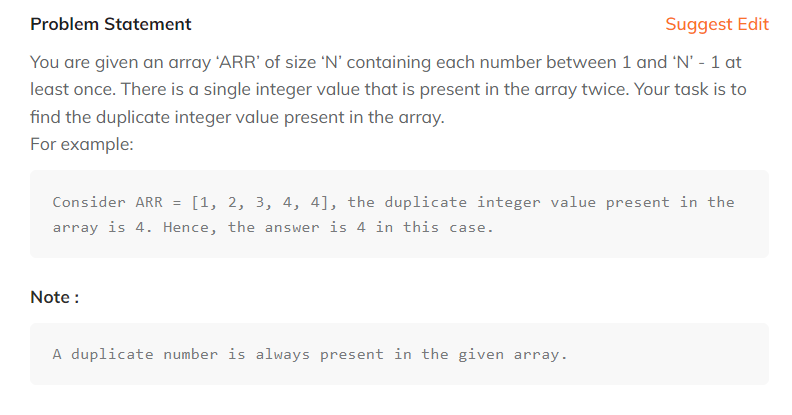 Problem Statement Suggest Edit
You are given an array ‘ARR’ of size ‘N’ containing each number between 1 and ‘N’ - 1 at
least once. There is a single integer value that is present in the array twice. Your task is to
find the duplicate integer value present in the array.
For example:
Consider ARR = [1, 2, 3, 4, 4], the duplicate integer value present in the
array is 4. Hence, the answer is 4 in this case.
Note :
A duplicate number is always present in the given array.